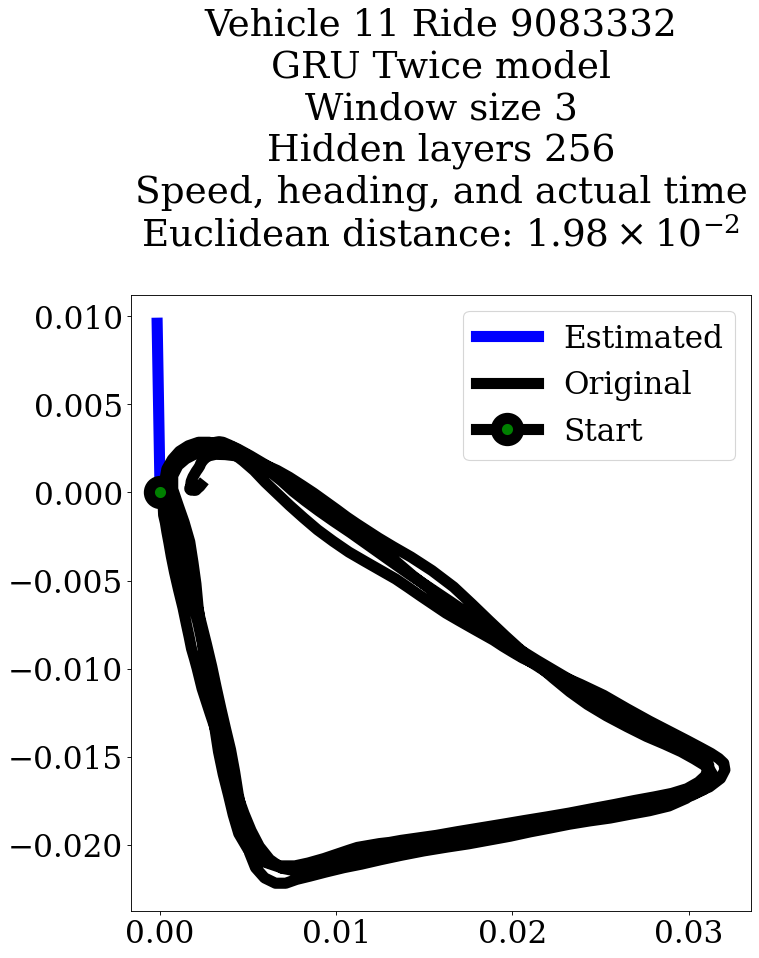 Vehicle 11 Ride 9083332
GRU Twice model
Window size 3
Hidden layers 256
Speed, heading, and actual time
Euclidean distance: 1.98 × 10⁻²
Estimated
Original
Start
0.010
0.005
0.000
−0.005
−0.010
−0.015
−0.020
0.00 0.01 0.02 0.03